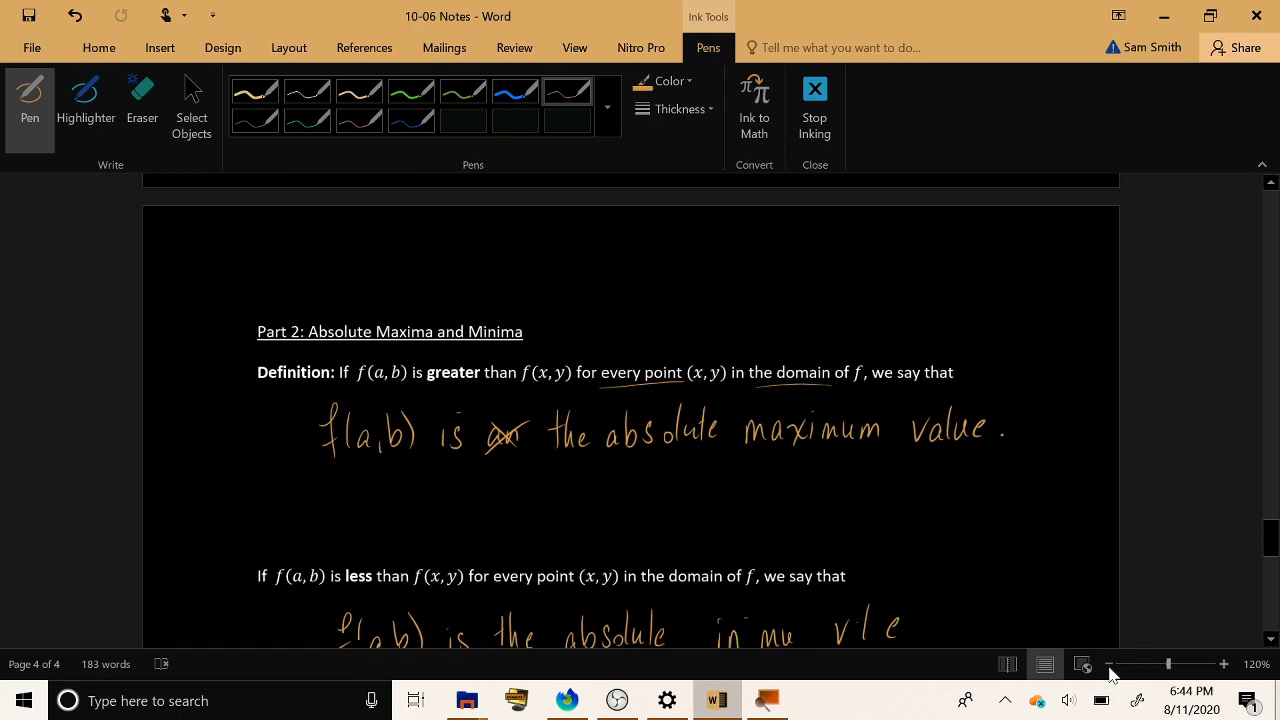 10-06 Notes - Word
Ink Tools
File Home Insert Design Layout References Mailings Review View Nitro Pro Pens Tell me what you want to do... Sam Smith Share
Pen Highlighter Eraser Select Objects Color Thickness Ink to Math Stop Inking
Write Pens Convert Close
Part 2: Absolute Maxima and Minima
Definition: If f(a, b) is greater than f(x, y) for every point (x, y) in the domain of f, we say that
f(a,b) is an the absolute maximum value.
If f(a, b) is less than f(x, y) for every point (x, y) in the domain of f, we say that
f(a,b) is the absolute
Page 4 of 4 183 words 120%
Type here to search 6:44 PM
8/11/2020 1